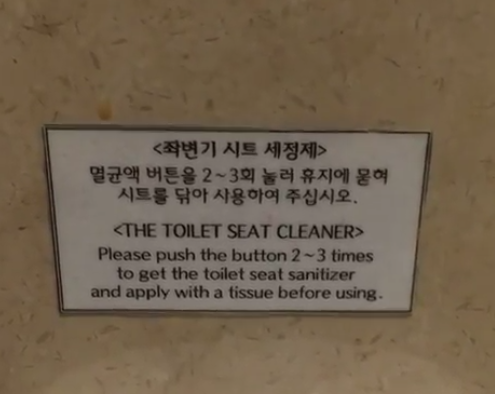 <좌변기 시트 세정제>
멸균액 버튼을 2~3회 눌러 휴지에 묻혀
시트를 닦아 사용하여 주십시오.
<THE TOILET SEAT CLEANER>
Please push the button 2~3 times
to get the toilet seat sanitizer
and apply with a tissue before using.